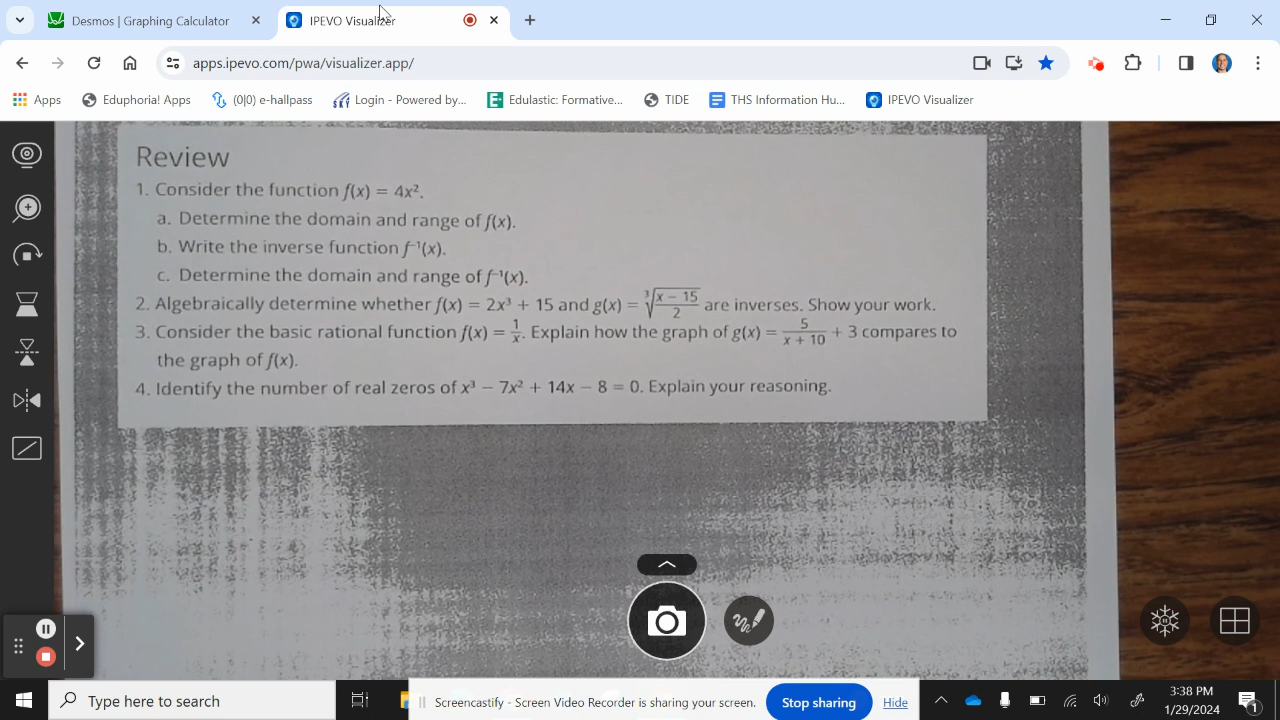 Desmos | Graphing Calculator
IPEVO Visualizer
apps.ipevo.com/pwa/visualizer.app/
Apps
Eduphoria! Apps
(0|0) e-hallpass
Login - Powered by...
Edulastic: Formative...
TIDE
THS Information Hu...
IPEVO Visualizer
Review
1. Consider the function f(x) = 4x².
a. Determine the domain and range of f(x).
b. Write the inverse function f⁻¹(x).
c. Determine the domain and range of f⁻¹(x).
2. Algebraically determine whether f(x) = 2x³ + 15 and g(x) = ∛((x − 15)/2) are inverses. Show your work.
3. Consider the basic rational function f(x) = 1/x. Explain how the graph of g(x) = 5/(x + 10) + 3 compares to
the graph of f(x).
4. Identify the number of real zeros of x³ − 7x² + 14x − 8 = 0. Explain your reasoning.
Type here to search
Screencastify - Screen Video Recorder is sharing your screen.
Stop sharing
Hide
3:38 PM
1/29/2024
1